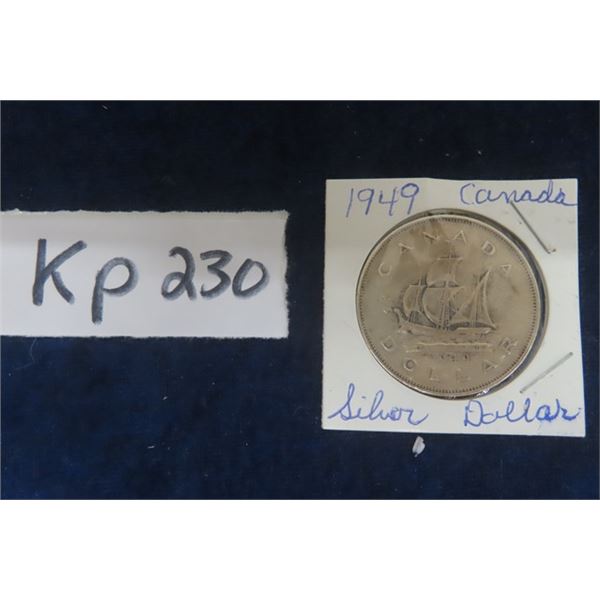 Kp 230
1949 Canada
CANADA
DOLLAR
Silver Dollar